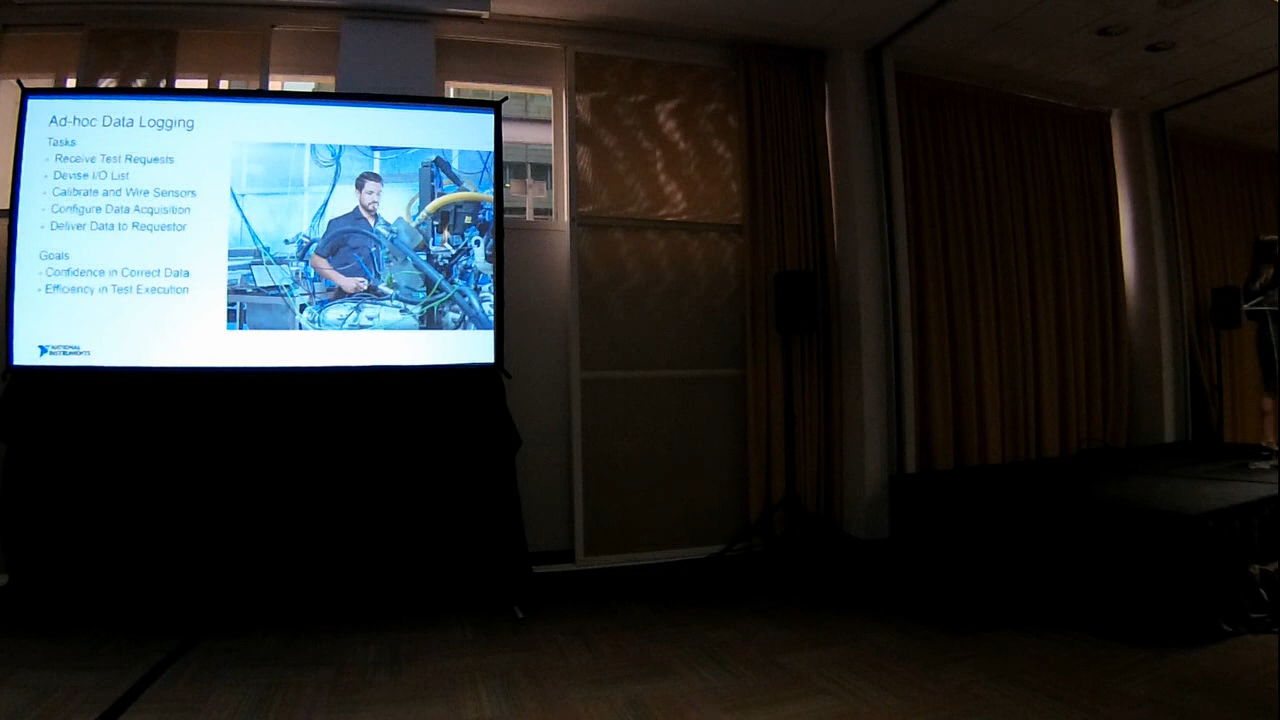 Ad-hoc Data Logging
Tasks
- Receive Test Requests
- Devise I/O List
- Calibrate and Wire Sensors
- Configure Data Acquisition
- Deliver Data to Requestor
Goals
- Confidence in Correct Data
- Efficiency in Test Execution
NATIONAL
INSTRUMENTS